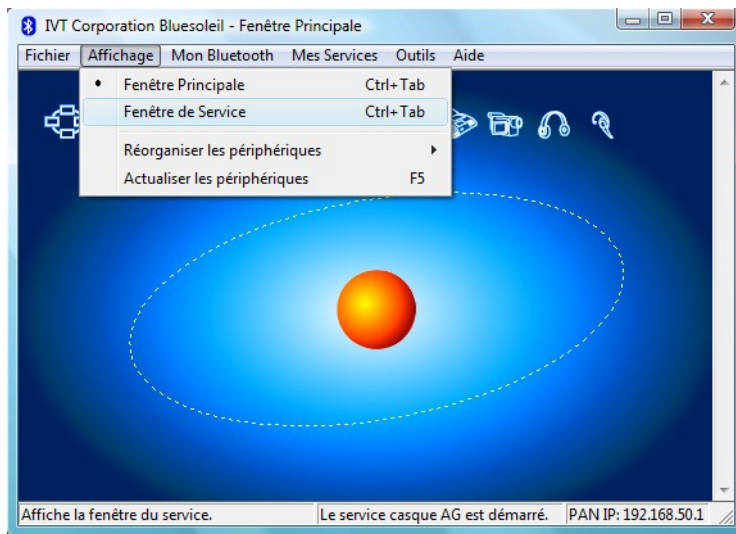 IVT Corporation Bluesoleil - Fenêtre Principale
Fichier Affichage Mon Bluetooth Mes Services Outils Aide
• Fenêtre Principale Ctrl+Tab
Fenêtre de Service Ctrl+Tab
Réorganiser les périphériques
Actualiser les périphériques F5
Affiche la fenêtre du service. Le service casque AG est démarré. PAN IP: 192.168.50.1